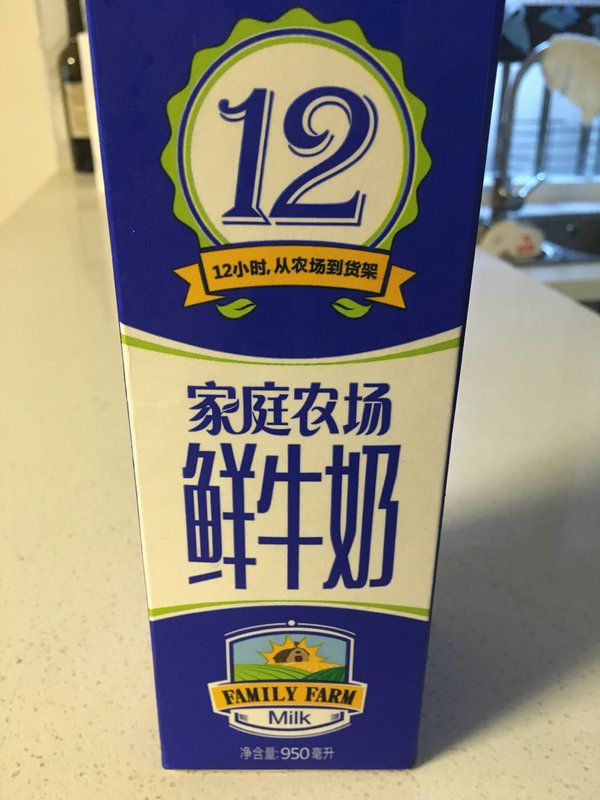 12
12小时,从农场到货架
家庭农场
鲜牛奶
FAMILY FARM
Milk
净含量:950毫升